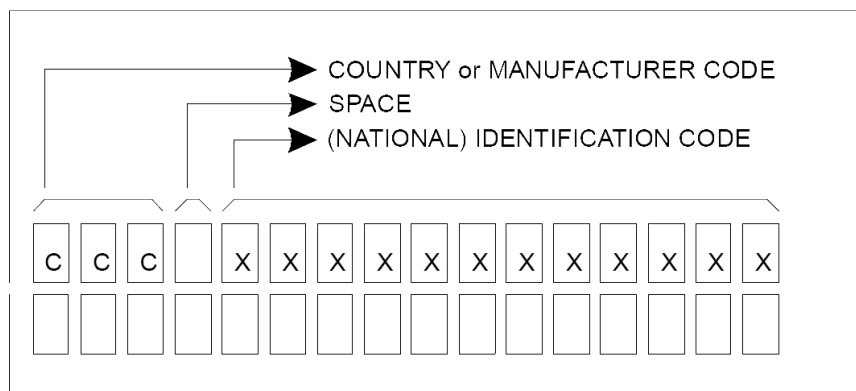 COUNTRY or MANUFACTURER CODE
SPACE
(NATIONAL) IDENTIFICATION CODE
C C C X X X X X X X X X X X X